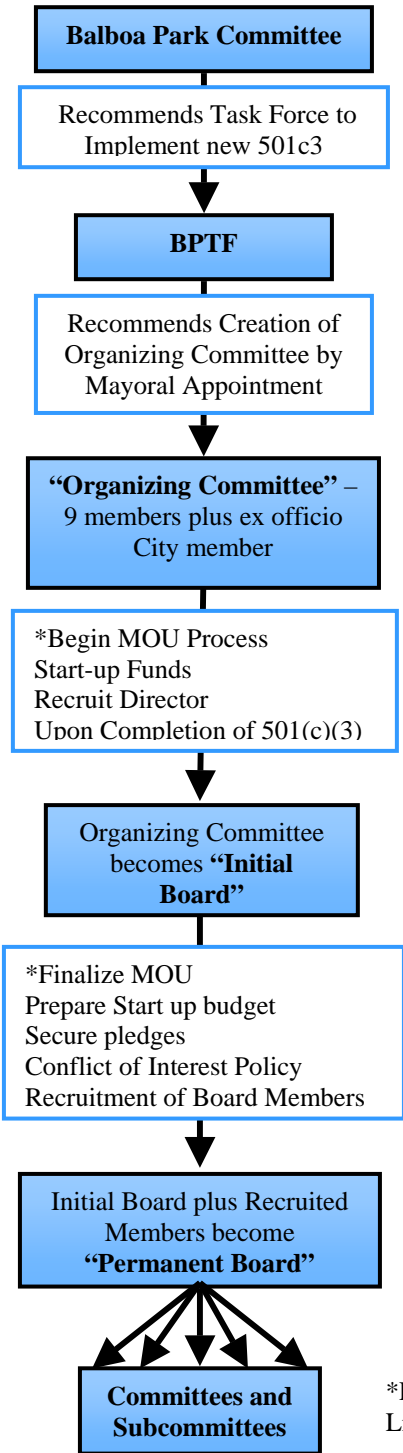 Balboa Park Committee
Recommends Task Force to
Implement new 501c3
BPTF
Recommends Creation of
Organizing Committee by
Mayoral Appointment
“Organizing Committee” –
9 members plus ex officio
City member
*Begin MOU Process
Start-up Funds
Recruit Director
Upon Completion of 501(c)(3)
Organizing Committee
becomes “Initial
Board”
*Finalize MOU
Prepare Start up budget
Secure pledges
Conflict of Interest Policy
Recruitment of Board Members
Initial Board plus Recruited
Members become
“Permanent Board”
Committees and
Subcommittees